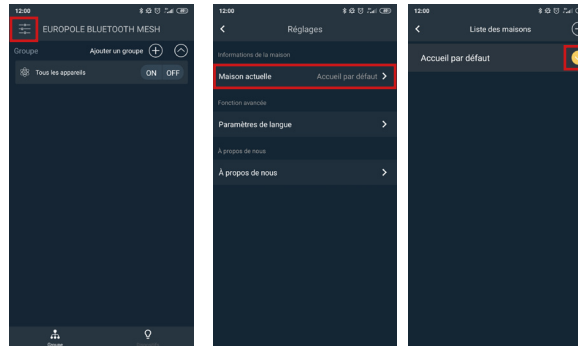 12:00
EUROPOLE BLUETOOTH MESH
Groupe
Ajouter un groupe
Tous les appareils
ON OFF
Groupe
12:00
Réglages
Informations de la maison
Maison actuelle
Accueil par défaut
Fonction avancée
Paramètres de langue
À propos de nous
À propos de nous
12:00
Liste des maisons
Accueil par défaut